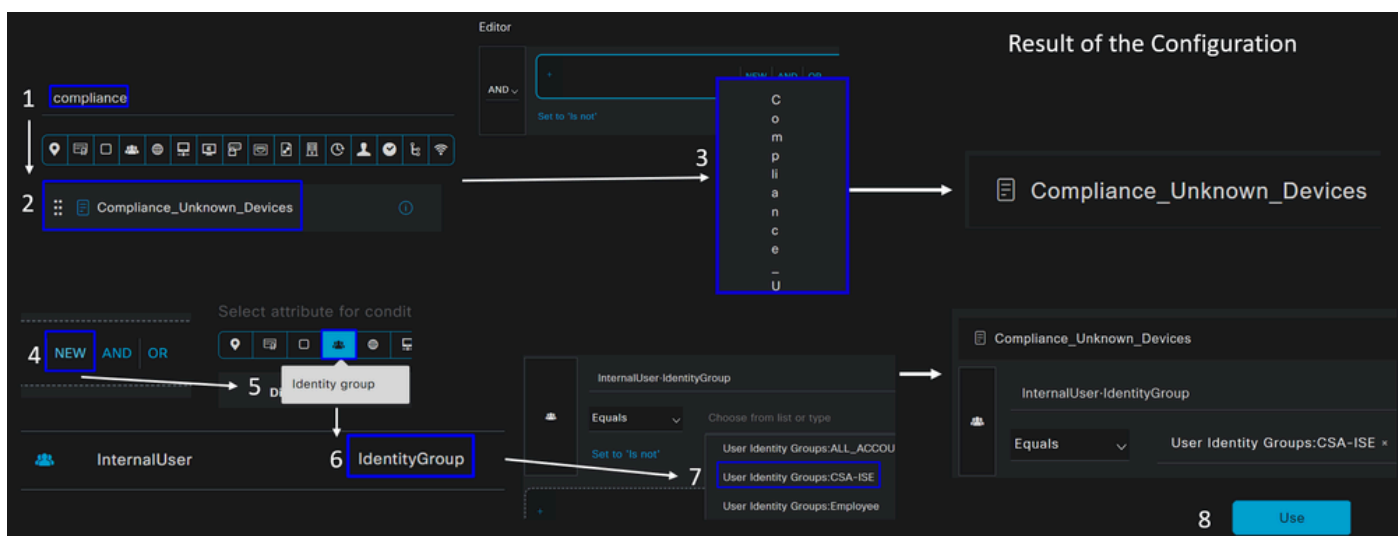 Editor
Result of the Configuration
1 compliance
AND
+
NEW AND OR
Set to 'Is not'
2 Compliance_Unknown_Devices
3
C
o
m
p
li
a
n
c
e
_
U
Compliance_Unknown_Devices
4 NEW AND OR
Select attribute for condit
5 Di
Identity group
InternalUser
6 IdentityGroup
InternalUser·IdentityGroup
Equals
Choose from list or type
Set to 'Is not'
User Identity Groups:ALL_ACCOU
7 User Identity Groups:CSA-ISE
User Identity Groups:Employee
+
Compliance_Unknown_Devices
InternalUser·IdentityGroup
Equals
User Identity Groups:CSA-ISE ×
8 Use